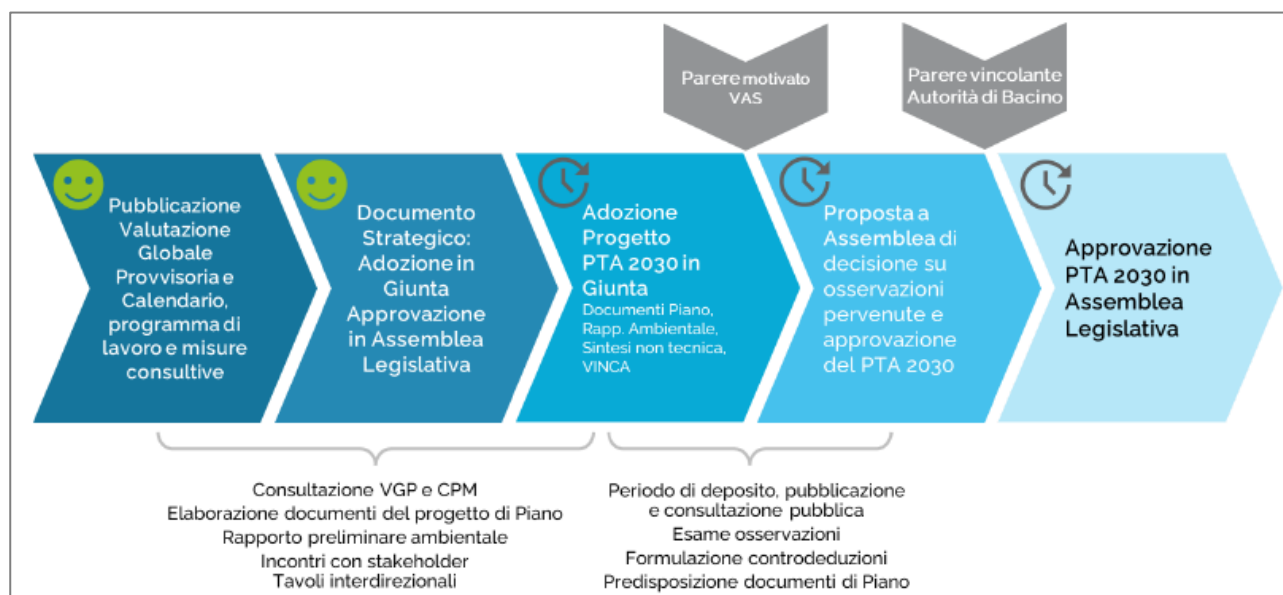 Parere motivato
VAS
Parere vincolante
Autorità di Bacino
Pubblicazione
Valutazione
Globale
Provvisoria e
Calendario,
programma di
lavoro e misure
consultive
Documento
Strategico:
Adozione in
Giunta
Approvazione
in Assemblea
Legislativa
Adozione
Progetto
PTA 2030 in
Giunta
Documenti Piano,
Rapp. Ambientale,
Sintesi non tecnica,
VINCA
Proposta a
Assemblea di
decisione su
osservazioni
pervenute e
approvazione
del PTA 2030
Approvazione
PTA 2030 in
Assemblea
Legislativa
Consultazione VGP e CPM
Elaborazione documenti del progetto di Piano
Rapporto preliminare ambientale
Incontri con stakeholder
Tavoli interdirezionali
Periodo di deposito, pubblicazione
e consultazione pubblica
Esame osservazioni
Formulazione controdeduzioni
Predisposizione documenti di Piano